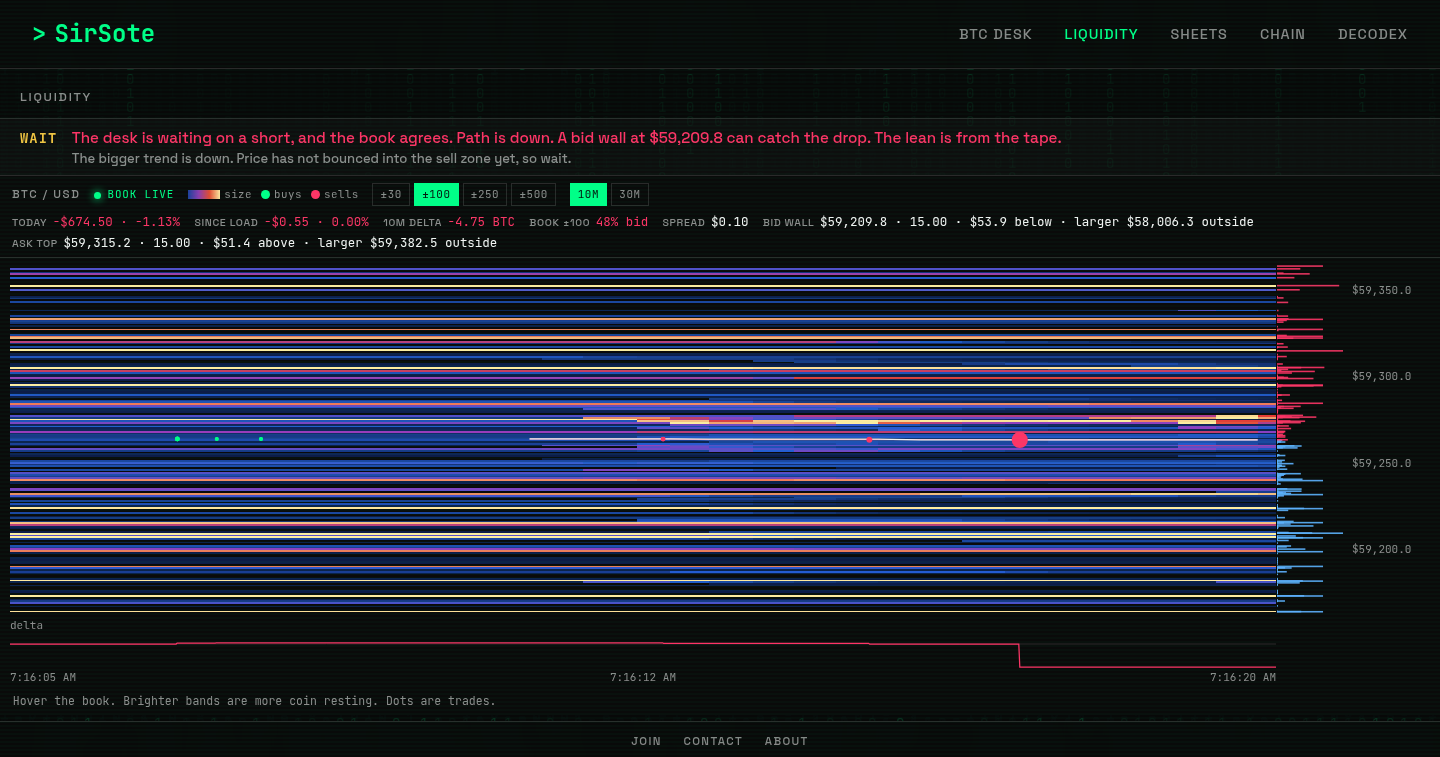 > SirSote
BTC DESK LIQUIDITY SHEETS CHAIN DECODEX
LIQUIDITY
WAIT The desk is waiting on a short, and the book agrees. Path is down. A bid wall at $59,209.8 can catch the drop. The lean is from the tape.
The bigger trend is down. Price has not bounced into the sell zone yet, so wait.
BTC / USD BOOK LIVE size buys sells ±30 ±100 ±250 ±500 10M 30M
TODAY -$674.50 · -1.13% SINCE LOAD -$0.55 · 0.00% 10M DELTA -4.75 BTC BOOK ±100 48% bid SPREAD $0.10 BID WALL $59,209.8 · 15.00 · $53.9 below · larger $58,006.3 outside
ASK TOP $59,315.2 · 15.00 · $51.4 above · larger $59,382.5 outside
$59,350.0
$59,300.0
$59,250.0
$59,200.0
delta
7:16:05 AM 7:16:12 AM 7:16:20 AM
Hover the book. Brighter bands are more coin resting. Dots are trades.
JOIN CONTACT ABOUT